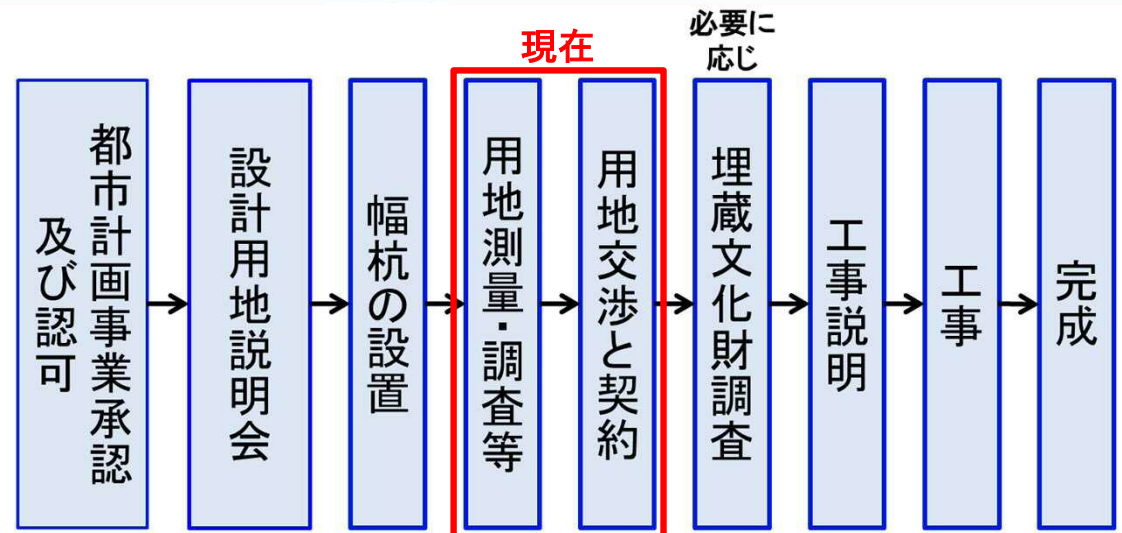 現在
必要に
応じ
都市計画事業承認
及び認可
設計用地説明会
幅杭の設置
用地測量・調査等
用地交渉と契約
埋蔵文化財調査
工事説明
工事
完成